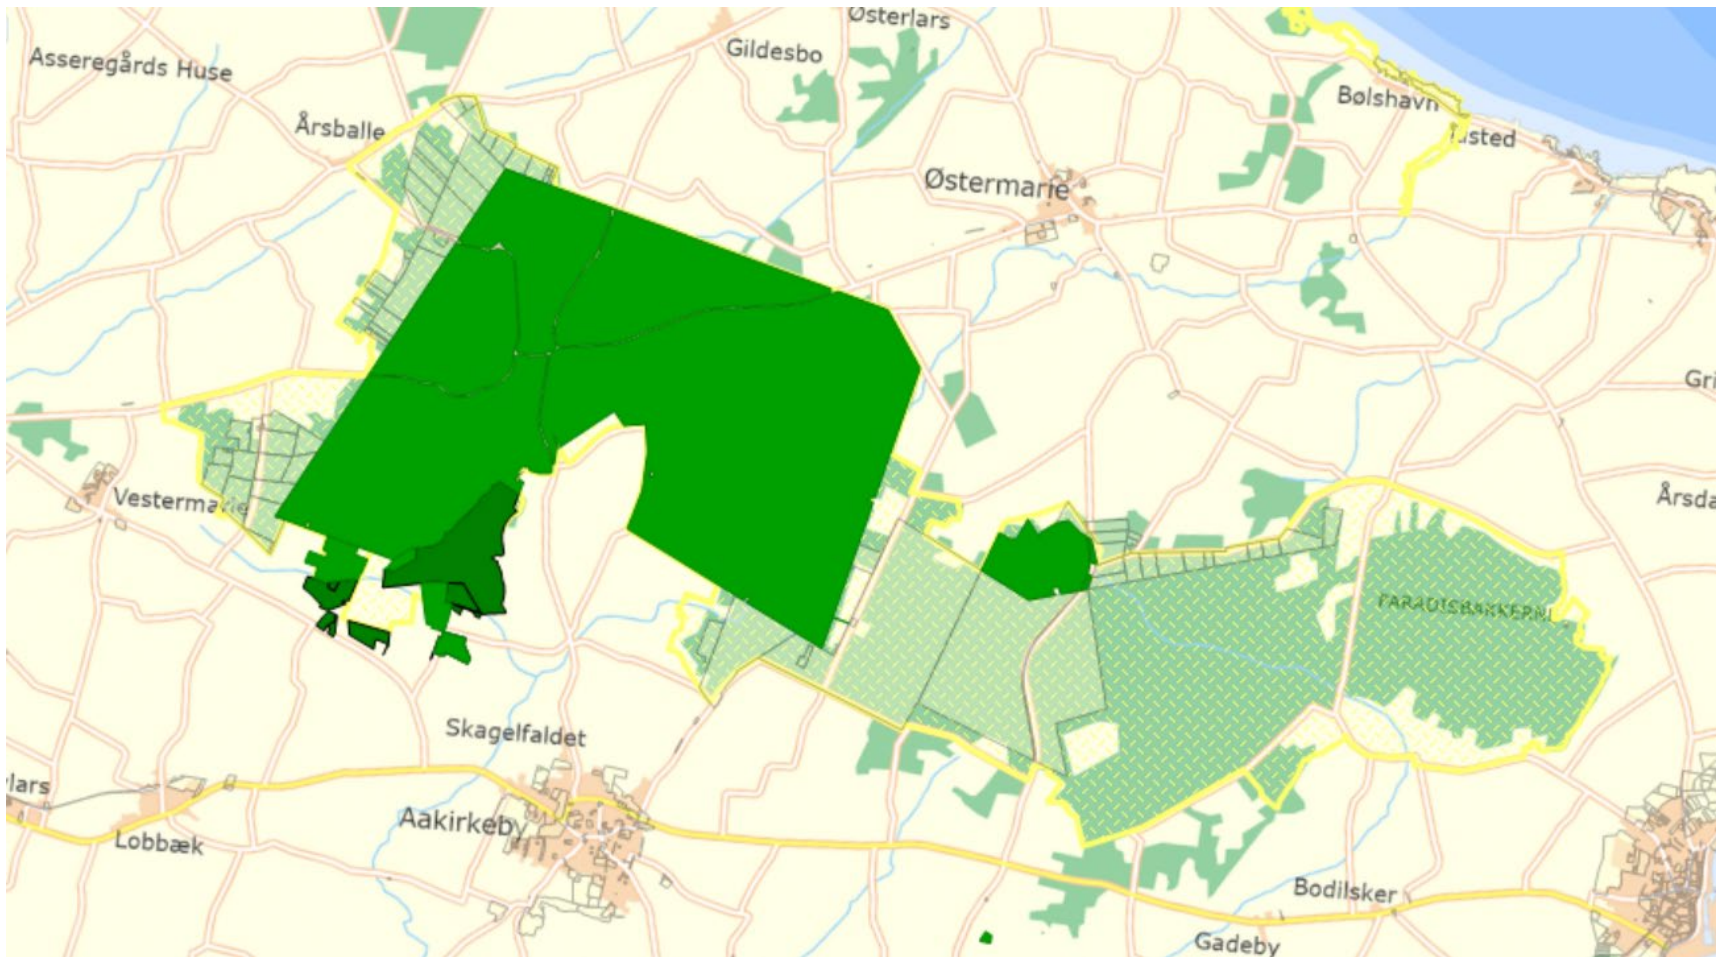 Østerlars
Gildesbo
Asseregårds Huse
Bølshavn
Årsballe
Østermarie
Gri
Vestermarie
Årsda
PARADISBAKKERNE
Skagelfaldet
lars
Aakirkeby
Lobbæk
Bodilsker
Gadeby